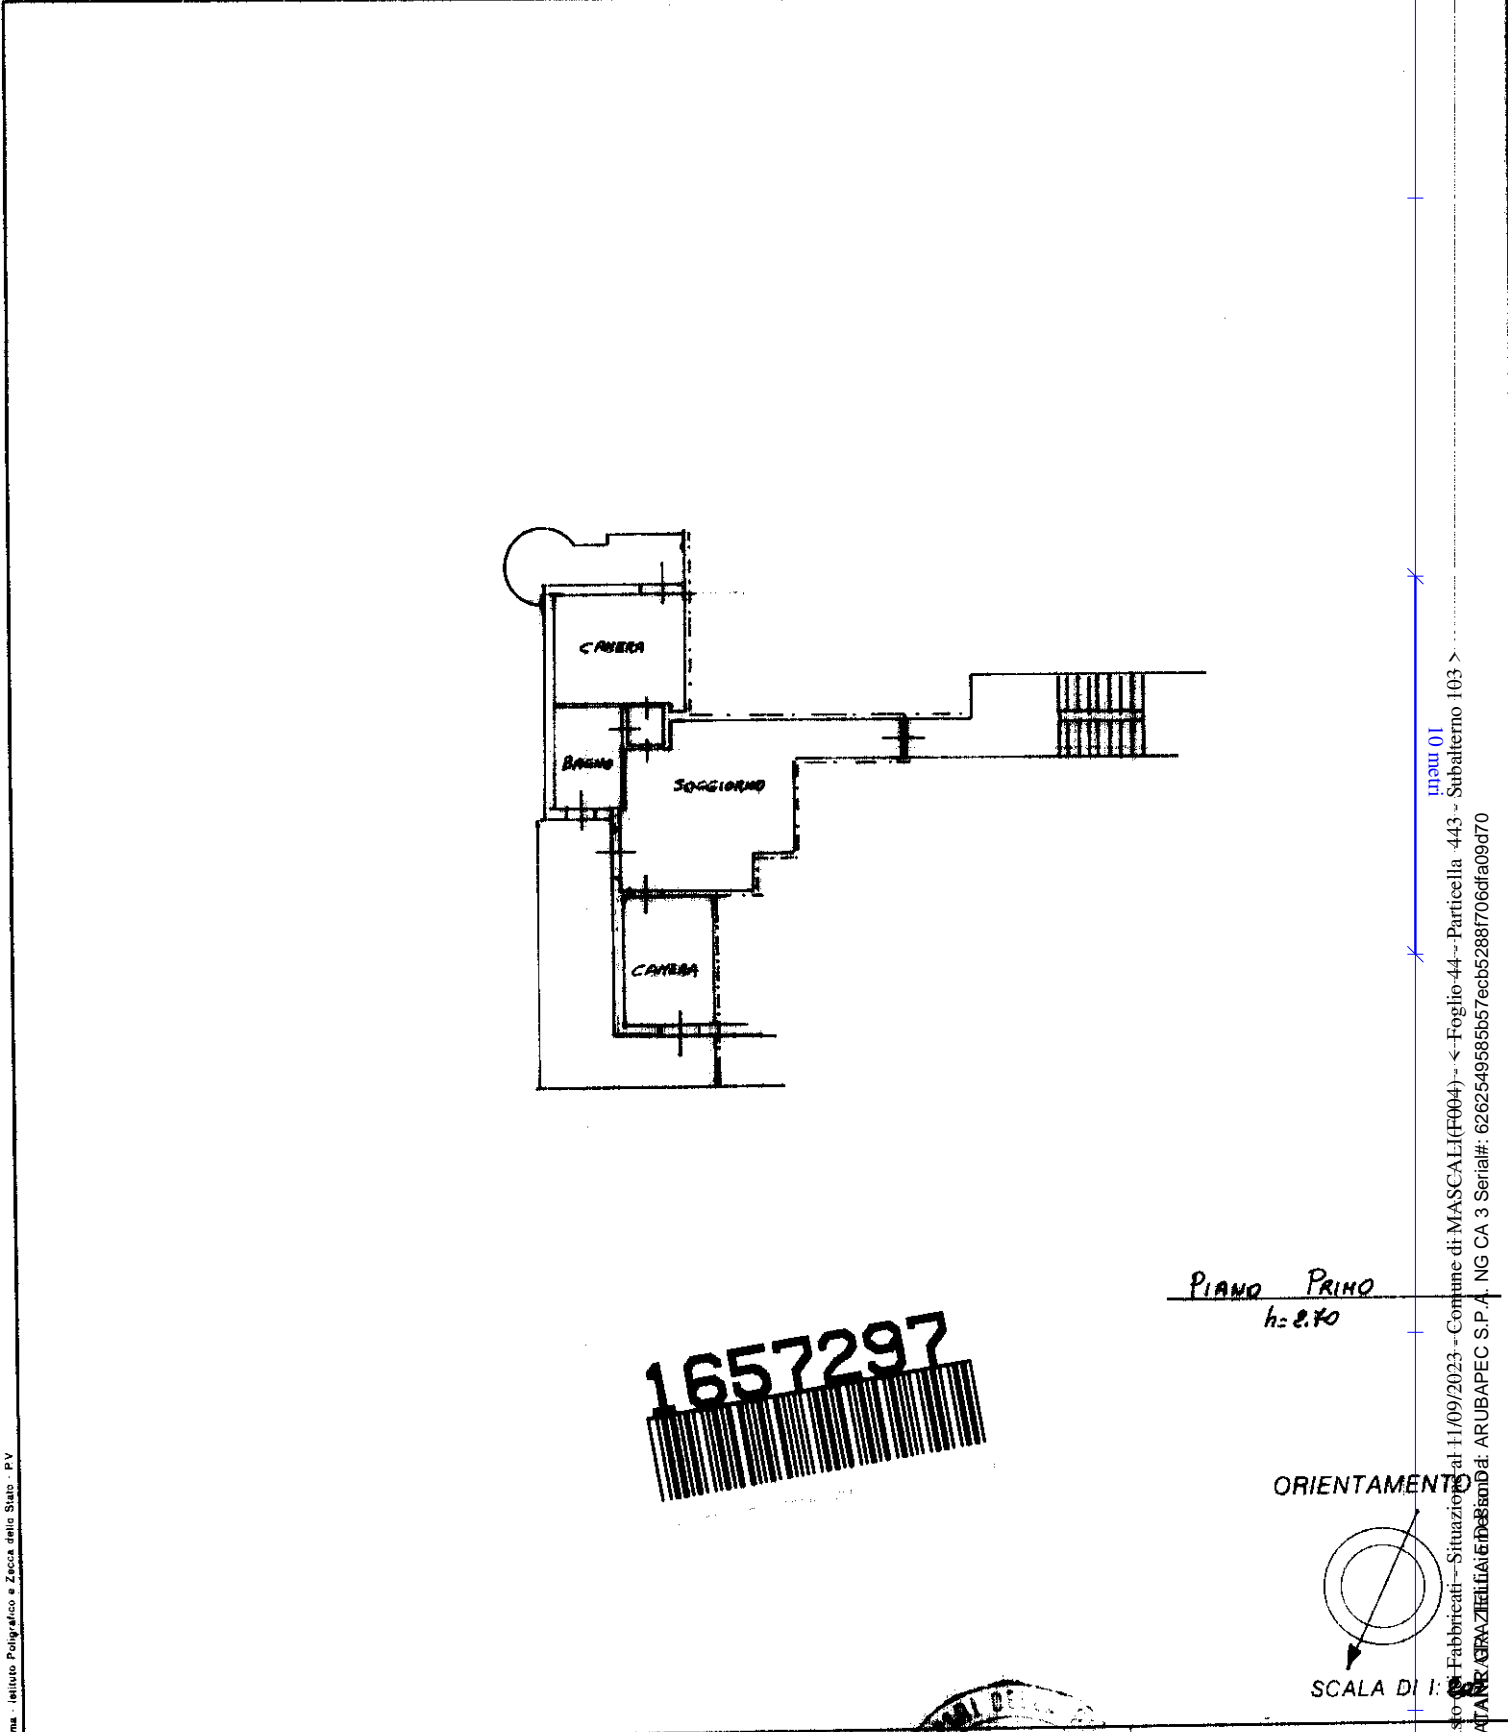 CAMERA
BAGNO
SOGGIORNO
CAMERA
PIANO PRIMO
h=2.70
1657297
ORIENTAMENTO
SCALA DI 1:
10 metri
Fabbricati - Situazione al 11/09/2023 - Comune di MASCALI(F004) - < Foglio 44 - Particella 443 - Subalterno 103 >
ARUBAPEC S.P.A. NG CA 3 Serial#: 6262549585b57ecb5288f706dfa09d70
Istituto Poligrafico e Zecca dello Stato - P.V.